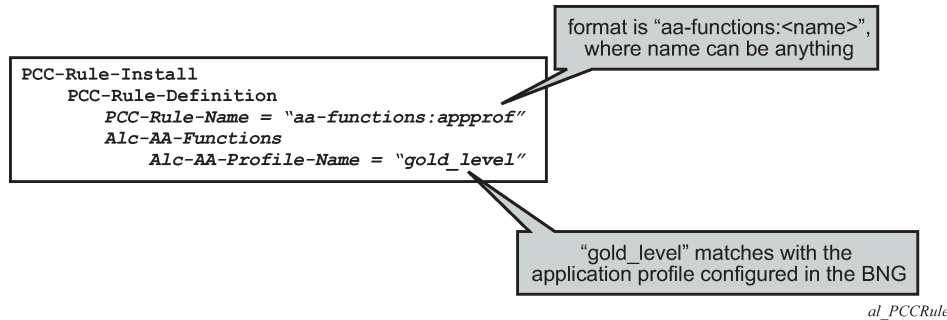 format is “aa-functions:<name>”,
where name can be anything
PCC-Rule-Install
PCC-Rule-Definition
PCC-Rule-Name = “aa-functions:appprof”
Alc-AA-Functions
Alc-AA-Profile-Name = “gold_level”
“gold_level” matches with the
application profile configured in the BNG
al_PCCRule